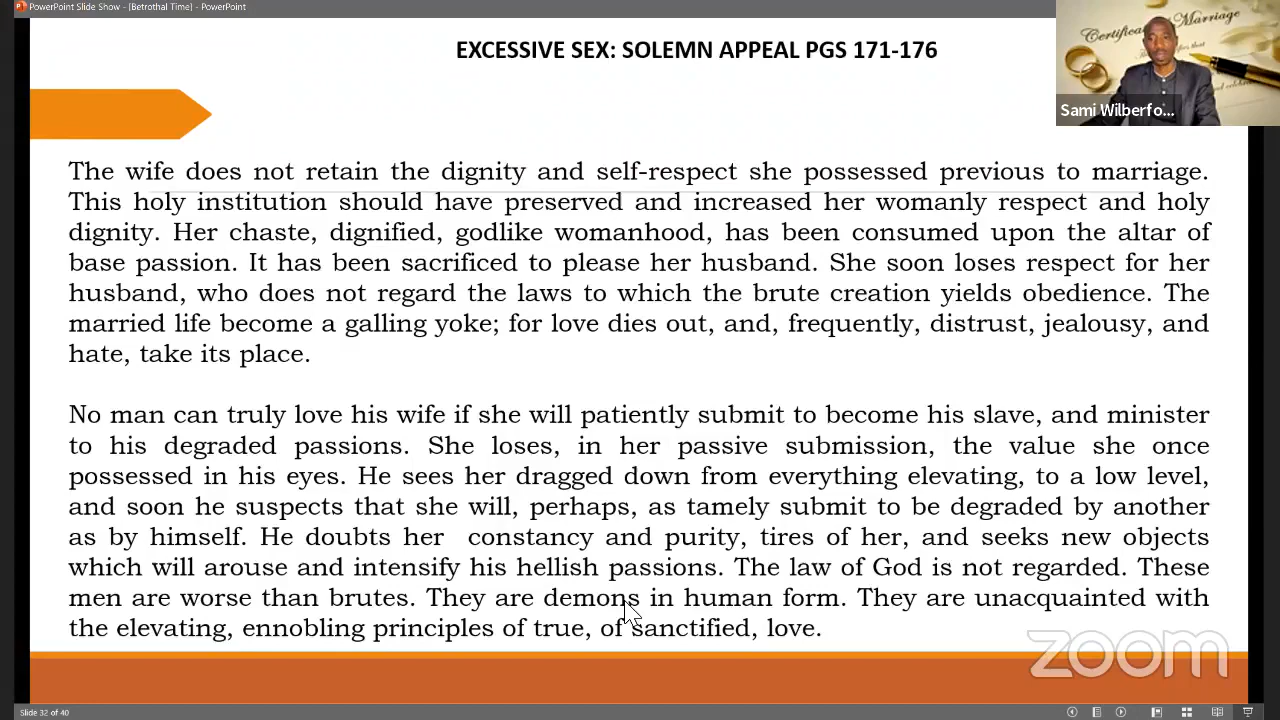 PowerPoint Slide Show - [Betrothal Time] - PowerPoint
EXCESSIVE SEX: SOLEMN APPEAL PGS 171-176
Marriage
Sami Wilberfo...
The wife does not retain the dignity and self-respect she possessed previous to marriage.
This holy institution should have preserved and increased her womanly respect and holy
dignity. Her chaste, dignified, godlike womanhood, has been consumed upon the altar of
base passion. It has been sacrificed to please her husband. She soon loses respect for her
husband, who does not regard the laws to which the brute creation yields obedience. The
married life become a galling yoke; for love dies out, and, frequently, distrust, jealousy, and
hate, take its place.
No man can truly love his wife if she will patiently submit to become his slave, and minister
to his degraded passions. She loses, in her passive submission, the value she once
possessed in his eyes. He sees her dragged down from everything elevating, to a low level,
and soon he suspects that she will, perhaps, as tamely submit to be degraded by another
as by himself. He doubts her constancy and purity, tires of her, and seeks new objects
which will arouse and intensify his hellish passions. The law of God is not regarded. These
men are worse than brutes. They are demons in human form. They are unacquainted with
the elevating, ennobling principles of true, of sanctified, love.
zoom
Slide 32 of 40